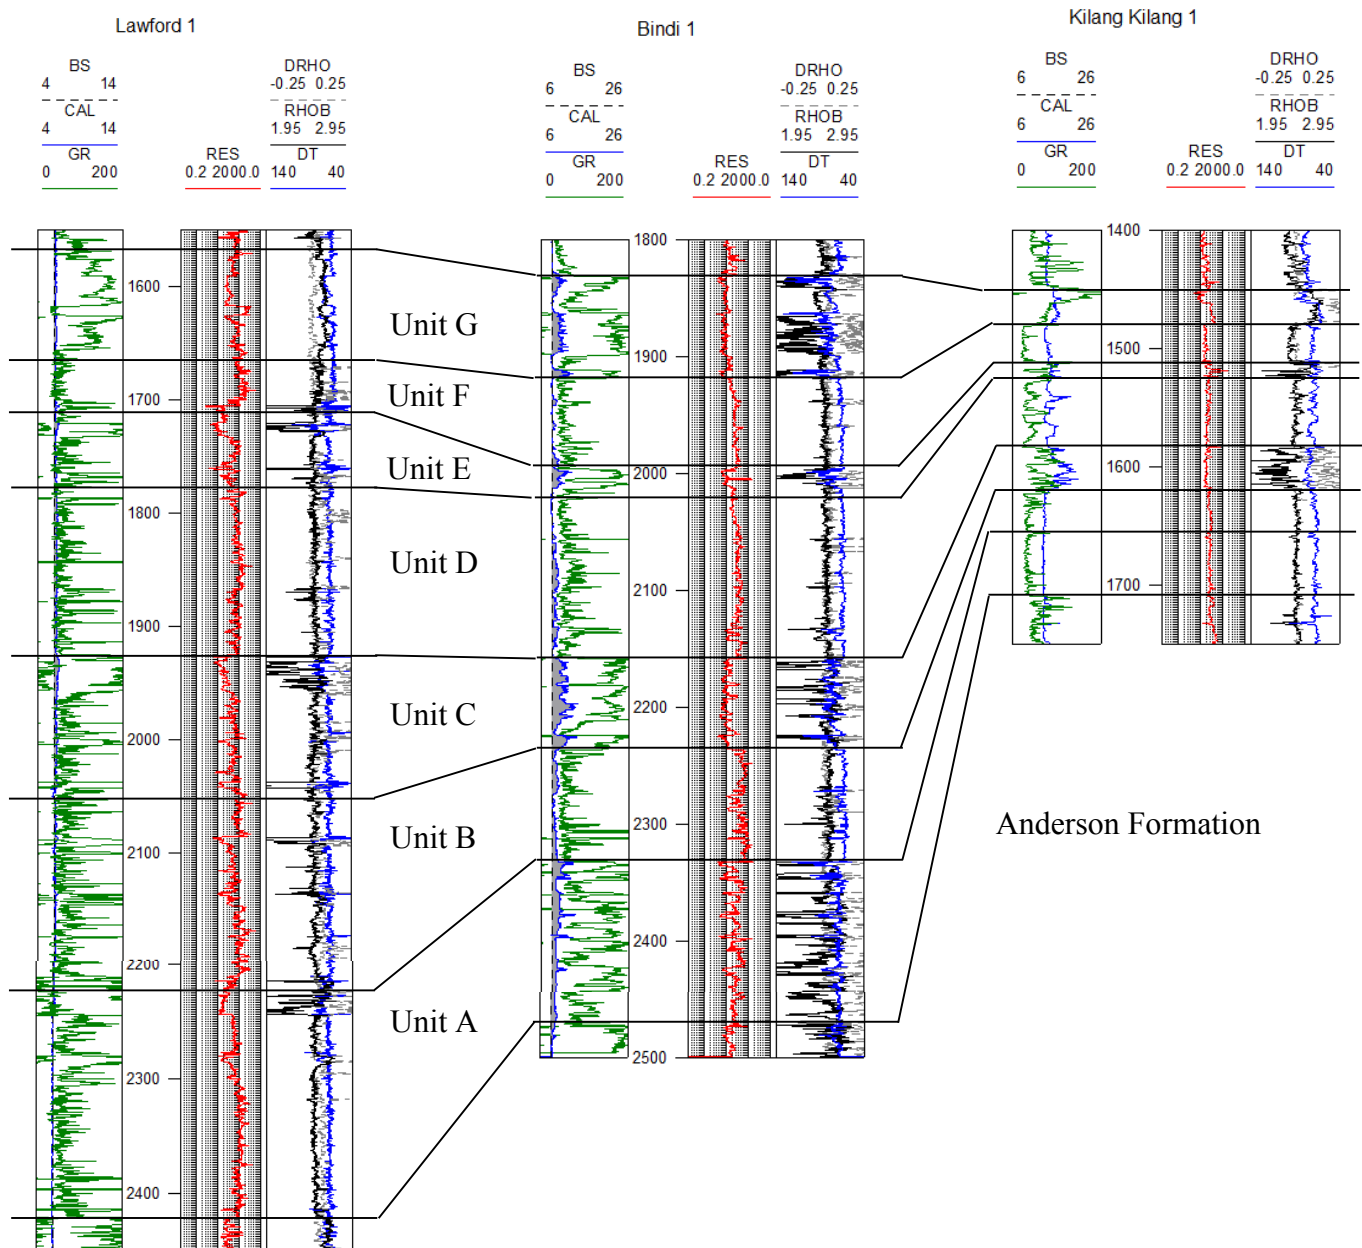 Lawford 1
BS
4 14
CAL
4 14
GR
0 200
RES
0.2 2000.0
DRHO
-0.25 0.25
RHOB
1.95 2.95
DT
140 40
1600
1700
1800
1900
2000
2100
2200
2300
2400
Unit G
Unit F
Unit E
Unit D
Unit C
Unit B
Unit A
Bindi 1
BS
6 26
CAL
6 26
GR
0 200
RES
0.2 2000.0
DRHO
-0.25 0.25
RHOB
1.95 2.95
DT
140 40
1800
1900
2000
2100
2200
2300
2400
2500
Kilang Kilang 1
BS
6 26
CAL
6 26
GR
0 200
RES
0.2 2000.0
DRHO
-0.25 0.25
RHOB
1.95 2.95
DT
140 40
1400
1500
1600
1700
Anderson Formation